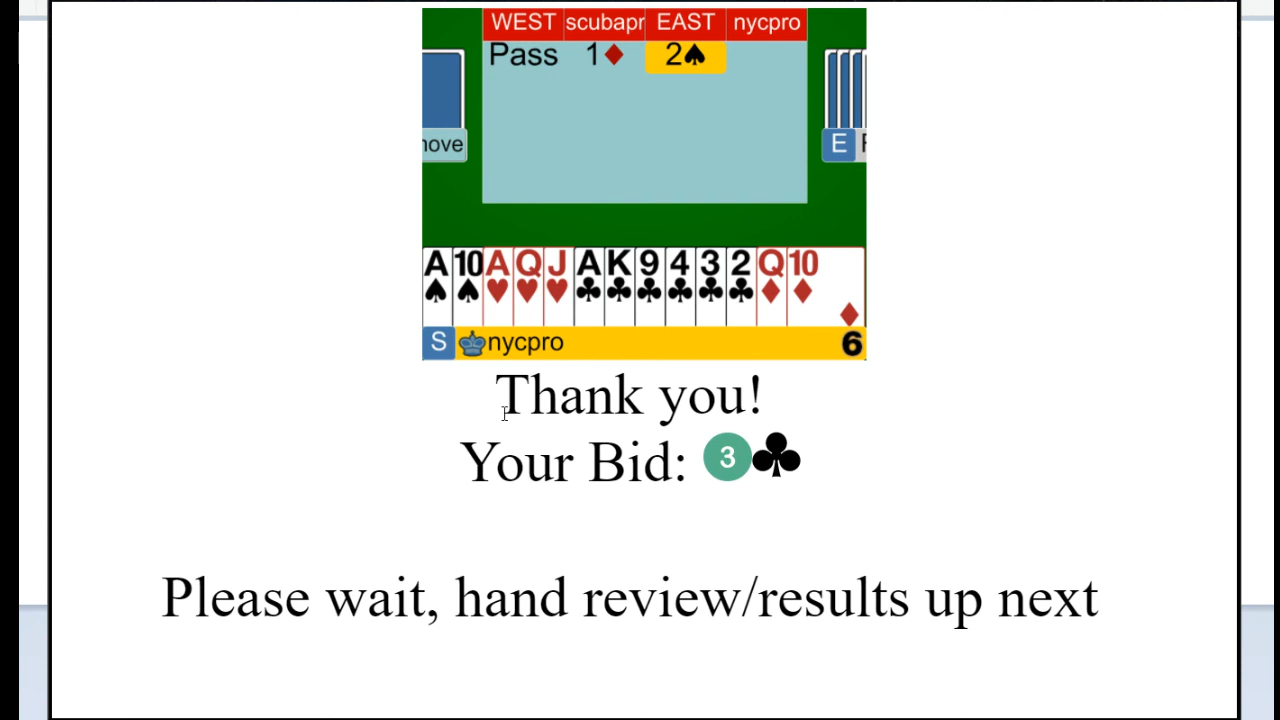 WEST scubapr EAST nycpro
Pass 1♦ 2♠
nove E
A 10 A Q J A K 9 4 3 2 Q 10
♠ ♠ ♥ ♥ ♥ ♣ ♣ ♣ ♣ ♣ ♣ ♦ ♦ ♦
S nycpro 6
Thank you!
Your Bid: 3♣
Please wait, hand review/results up next